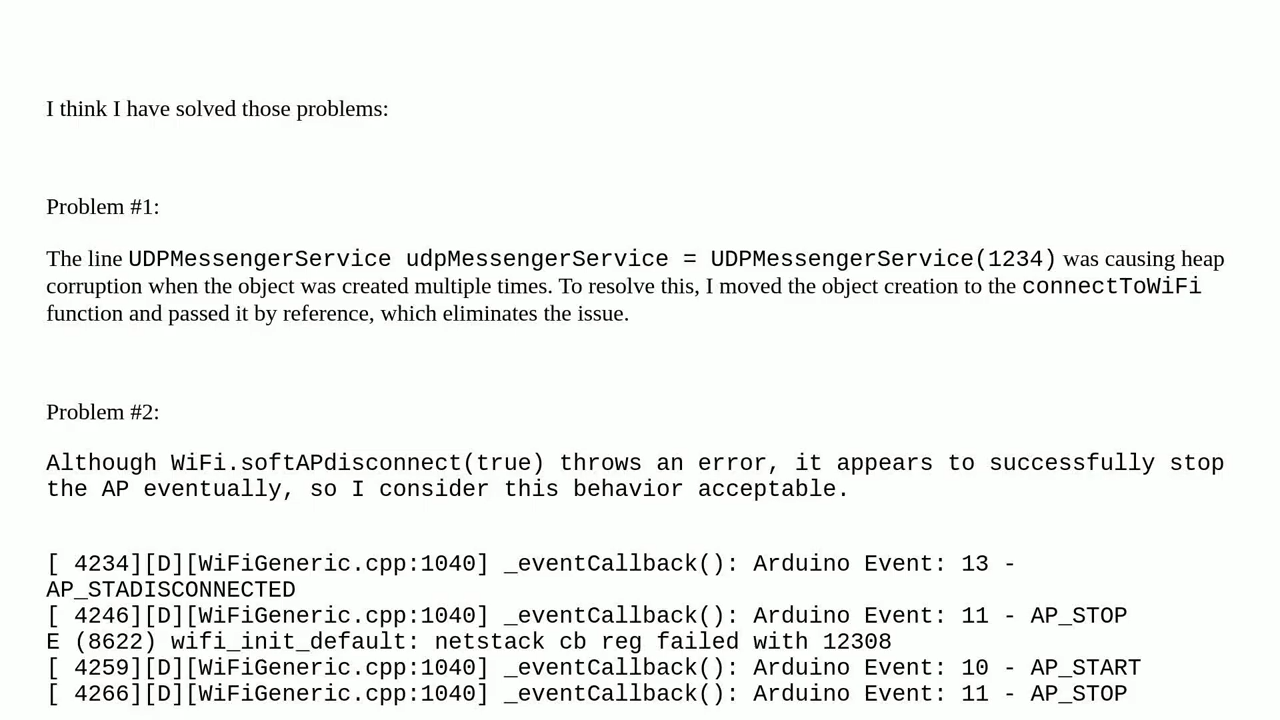 I think I have solved those problems:
Problem #1:
The line UDPMessengerService udpMessengerService = UDPMessengerService(1234) was causing heap
corruption when the object was created multiple times. To resolve this, I moved the object creation to the connectToWiFi
function and passed it by reference, which eliminates the issue.
Problem #2:
Although WiFi.softAPdisconnect(true) throws an error, it appears to successfully stop
the AP eventually, so I consider this behavior acceptable.
[ 4234][D][WiFiGeneric.cpp:1040] _eventCallback(): Arduino Event: 13 -
AP_STADISCONNECTED
[ 4246][D][WiFiGeneric.cpp:1040] _eventCallback(): Arduino Event: 11 - AP_STOP
E (8622) wifi_init_default: netstack cb reg failed with 12308
[ 4259][D][WiFiGeneric.cpp:1040] _eventCallback(): Arduino Event: 10 - AP_START
[ 4266][D][WiFiGeneric.cpp:1040] _eventCallback(): Arduino Event: 11 - AP_STOP